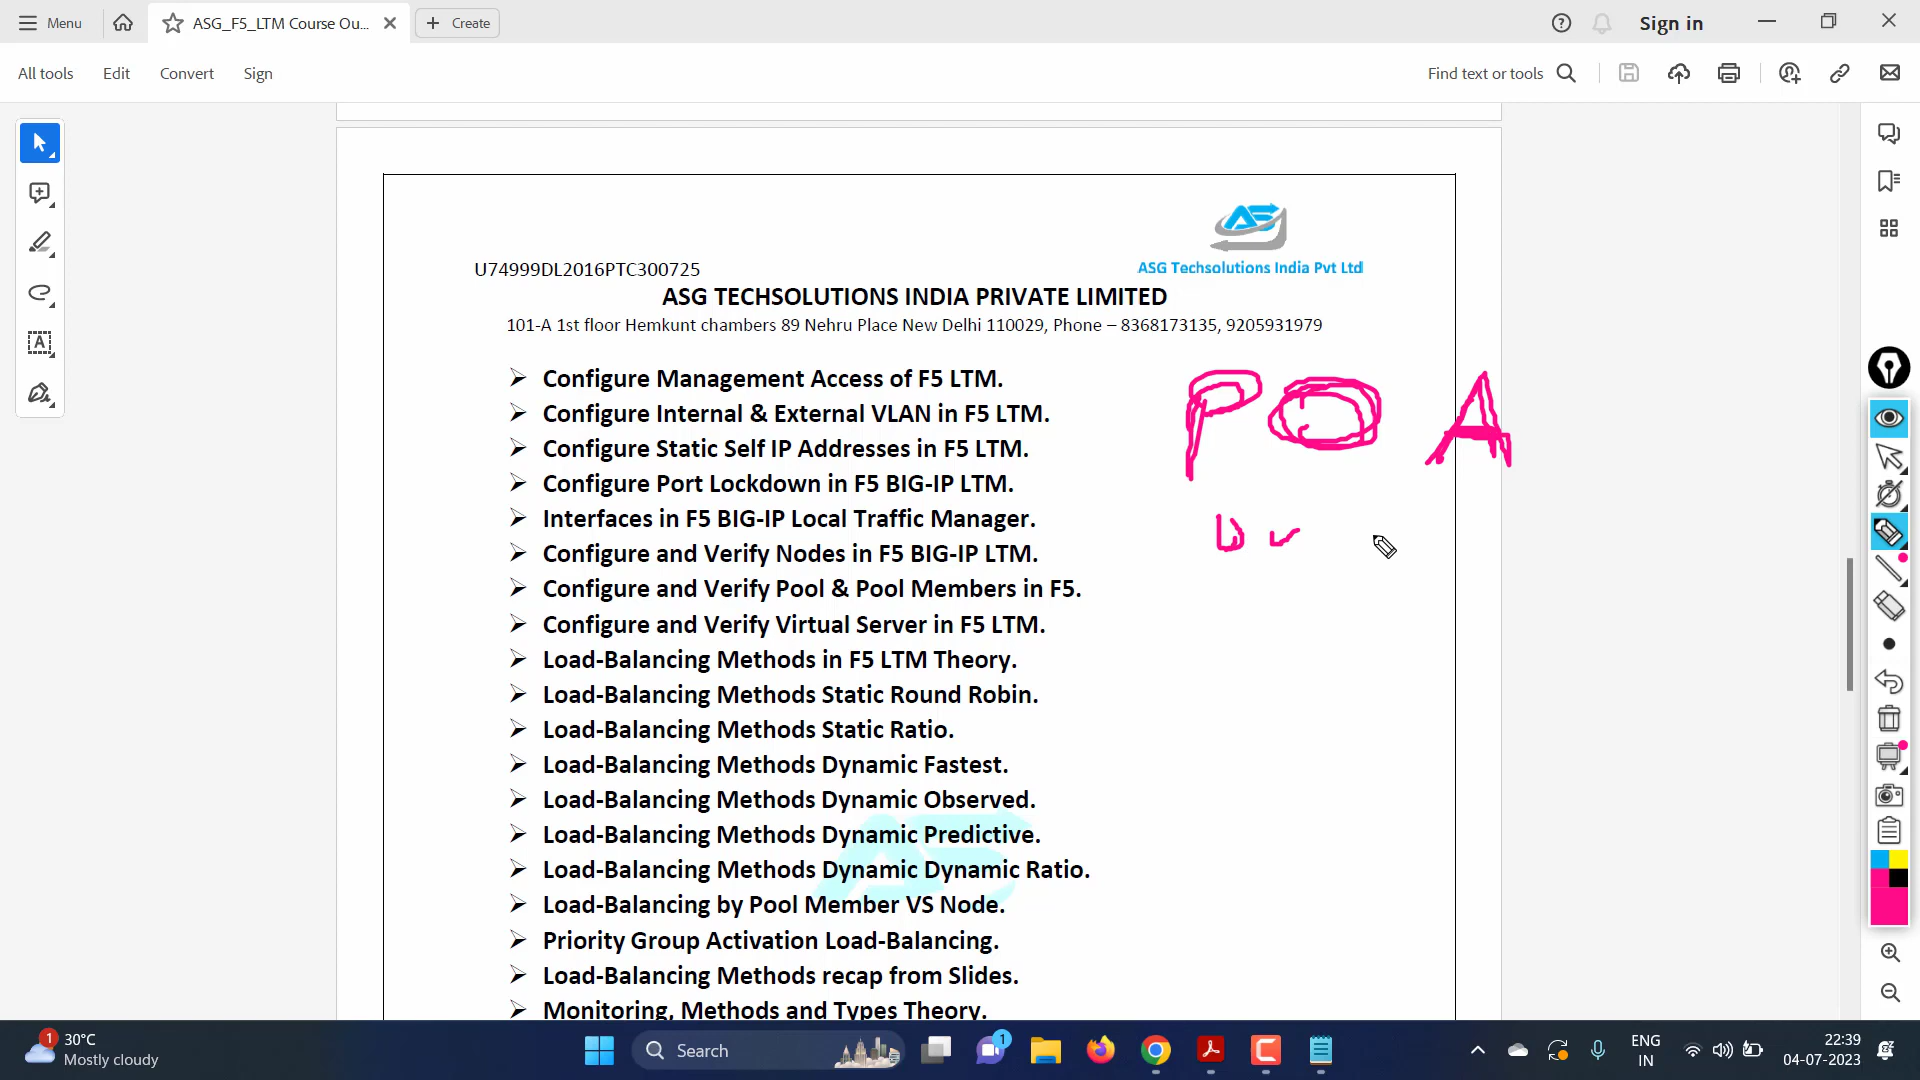 Menu
ASG_F5_LTM Course Ou...
Create
Sign in
All tools
Edit
Convert
Sign
Find text or tools
ASG Techsolutions India Pvt Ltd
U74999DL2016PTC300725
ASG TECHSOLUTIONS INDIA PRIVATE LIMITED
101-A 1st floor Hemkunt chambers 89 Nehru Place New Delhi 110029, Phone – 8368173135, 9205931979
Configure Management Access of F5 LTM.
Configure Internal & External VLAN in F5 LTM.
Configure Static Self IP Addresses in F5 LTM.
Configure Port Lockdown in F5 BIG-IP LTM.
Interfaces in F5 BIG-IP Local Traffic Manager.
Configure and Verify Nodes in F5 BIG-IP LTM.
Configure and Verify Pool & Pool Members in F5.
Configure and Verify Virtual Server in F5 LTM.
Load-Balancing Methods in F5 LTM Theory.
Load-Balancing Methods Static Round Robin.
Load-Balancing Methods Static Ratio.
Load-Balancing Methods Dynamic Fastest.
Load-Balancing Methods Dynamic Observed.
Load-Balancing Methods Dynamic Predictive.
Load-Balancing Methods Dynamic Dynamic Ratio.
Load-Balancing by Pool Member VS Node.
Priority Group Activation Load-Balancing.
Load-Balancing Methods recap from Slides.
Monitoring, Methods and Types Theory.
P O A
1
30°C
Mostly cloudy
Search
1
ENG
IN
22:39
04-07-2023